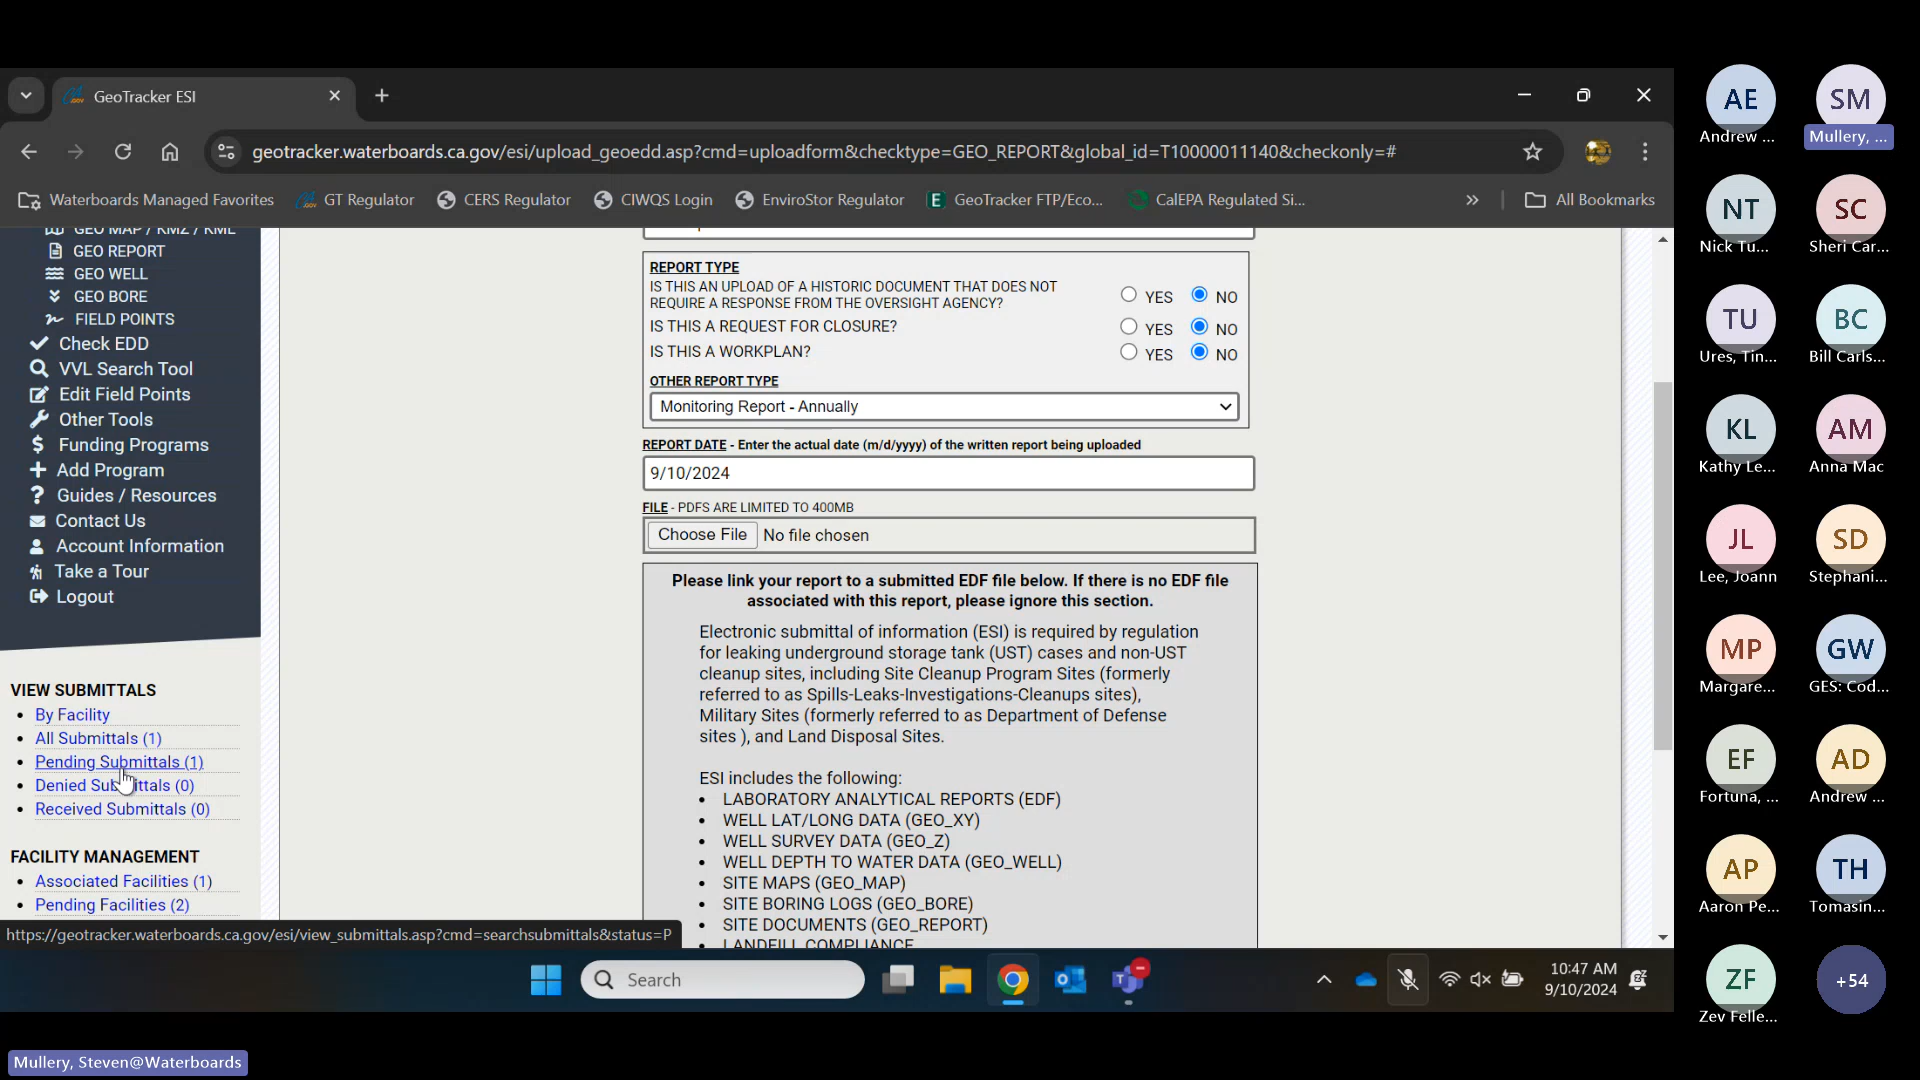 GeoTracker ESI
geotracker.waterboards.ca.gov/esi/upload_geoedd.asp?cmd=uploadform&checktype=GEO_REPORT&global_id=T10000011140&checkonly=#
Waterboards Managed Favorites
GT Regulator
CERS Regulator
CIWQS Login
EnviroStor Regulator
GeoTracker FTP/Eco...
CalEPA Regulated Si...
»
All Bookmarks
GEO MAP / KMZ / KML
GEO REPORT
GEO WELL
GEO BORE
FIELD POINTS
Check EDD
VVL Search Tool
Edit Field Points
Other Tools
Funding Programs
Add Program
Guides / Resources
Contact Us
Account Information
Take a Tour
Logout
VIEW SUBMITTALS
• By Facility
• All Submittals (1)
• Pending Submittals (1)
• Denied Submittals (0)
• Received Submittals (0)
FACILITY MANAGEMENT
• Associated Facilities (1)
• Pending Facilities (2)
https://geotracker.waterboards.ca.gov/esi/view_submittals.asp?cmd=searchsubmittals&status=P
REPORT TYPE
IS THIS AN UPLOAD OF A HISTORIC DOCUMENT THAT DOES NOT
REQUIRE A RESPONSE FROM THE OVERSIGHT AGENCY?
YES NO
IS THIS A REQUEST FOR CLOSURE? YES NO
IS THIS A WORKPLAN? YES NO
OTHER REPORT TYPE
Monitoring Report - Annually
REPORT DATE - Enter the actual date (m/d/yyyy) of the written report being uploaded
9/10/2024
FILE - PDFS ARE LIMITED TO 400MB
Choose File No file chosen
Please link your report to a submitted EDF file below. If there is no EDF file
associated with this report, please ignore this section.
Electronic submittal of information (ESI) is required by regulation
for leaking underground storage tank (UST) cases and non-UST
cleanup sites, including Site Cleanup Program Sites (formerly
referred to as Spills-Leaks-Investigations-Cleanups sites),
Military Sites (formerly referred to as Department of Defense
sites ), and Land Disposal Sites.
ESI includes the following:
• LABORATORY ANALYTICAL REPORTS (EDF)
• WELL LAT/LONG DATA (GEO_XY)
• WELL SURVEY DATA (GEO_Z)
• WELL DEPTH TO WATER DATA (GEO_WELL)
• SITE MAPS (GEO_MAP)
• SITE BORING LOGS (GEO_BORE)
• SITE DOCUMENTS (GEO_REPORT)
• LANDFILL COMPLIANCE
Search
10:47 AM
9/10/2024
AE
Andrew ...
SM
Mullery, ...
NT
Nick Tu...
SC
Sheri Car...
TU
Ures, Tin...
BC
Bill Carls...
KL
Kathy Le...
AM
Anna Mac
JL
Lee, Joann
SD
Stephani...
MP
Margare...
GW
GES: Cod...
EF
Fortuna, ...
AD
Andrew ...
AP
Aaron Pe...
TH
Tomasin...
ZF
Zev Felle...
+54
Mullery, Steven@Waterboards